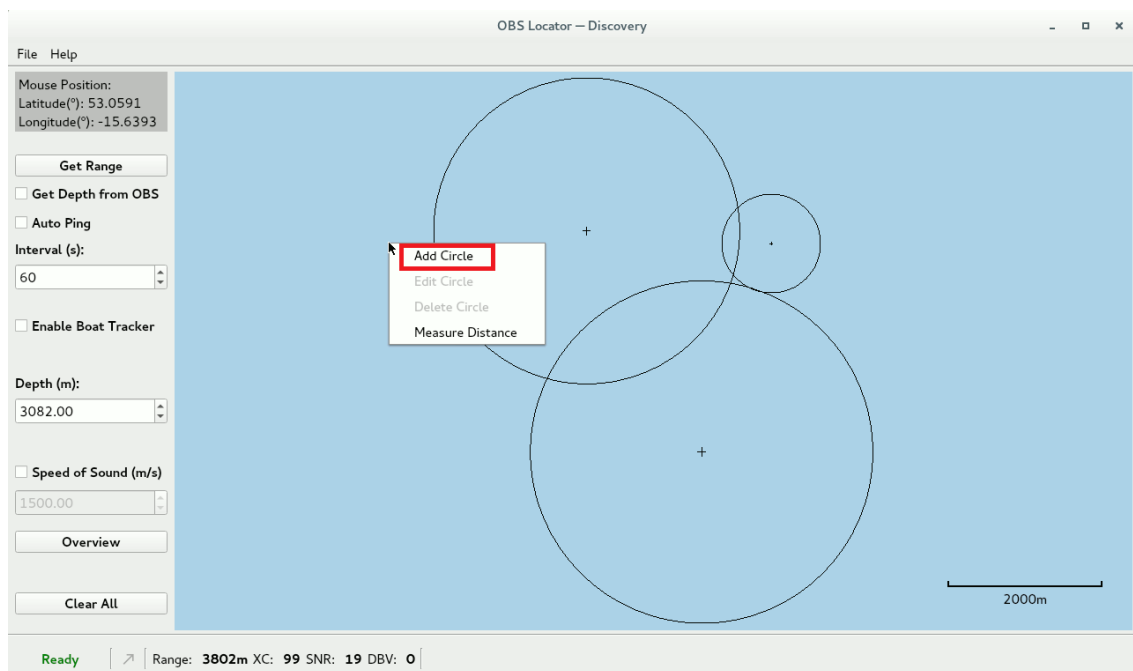 OBS Locator — Discovery
File Help
Mouse Position:
Latitude(°): 53.0591
Longitude(°): -15.6393
Get Range
Get Depth from OBS
Auto Ping
Interval (s):
60
Enable Boat Tracker
Depth (m):
3082.00
Speed of Sound (m/s)
1500.00
Overview
Clear All
Add Circle
Edit Circle
Delete Circle
Measure Distance
2000m
Ready Range: 3802m XC: 99 SNR: 19 DBV: 0